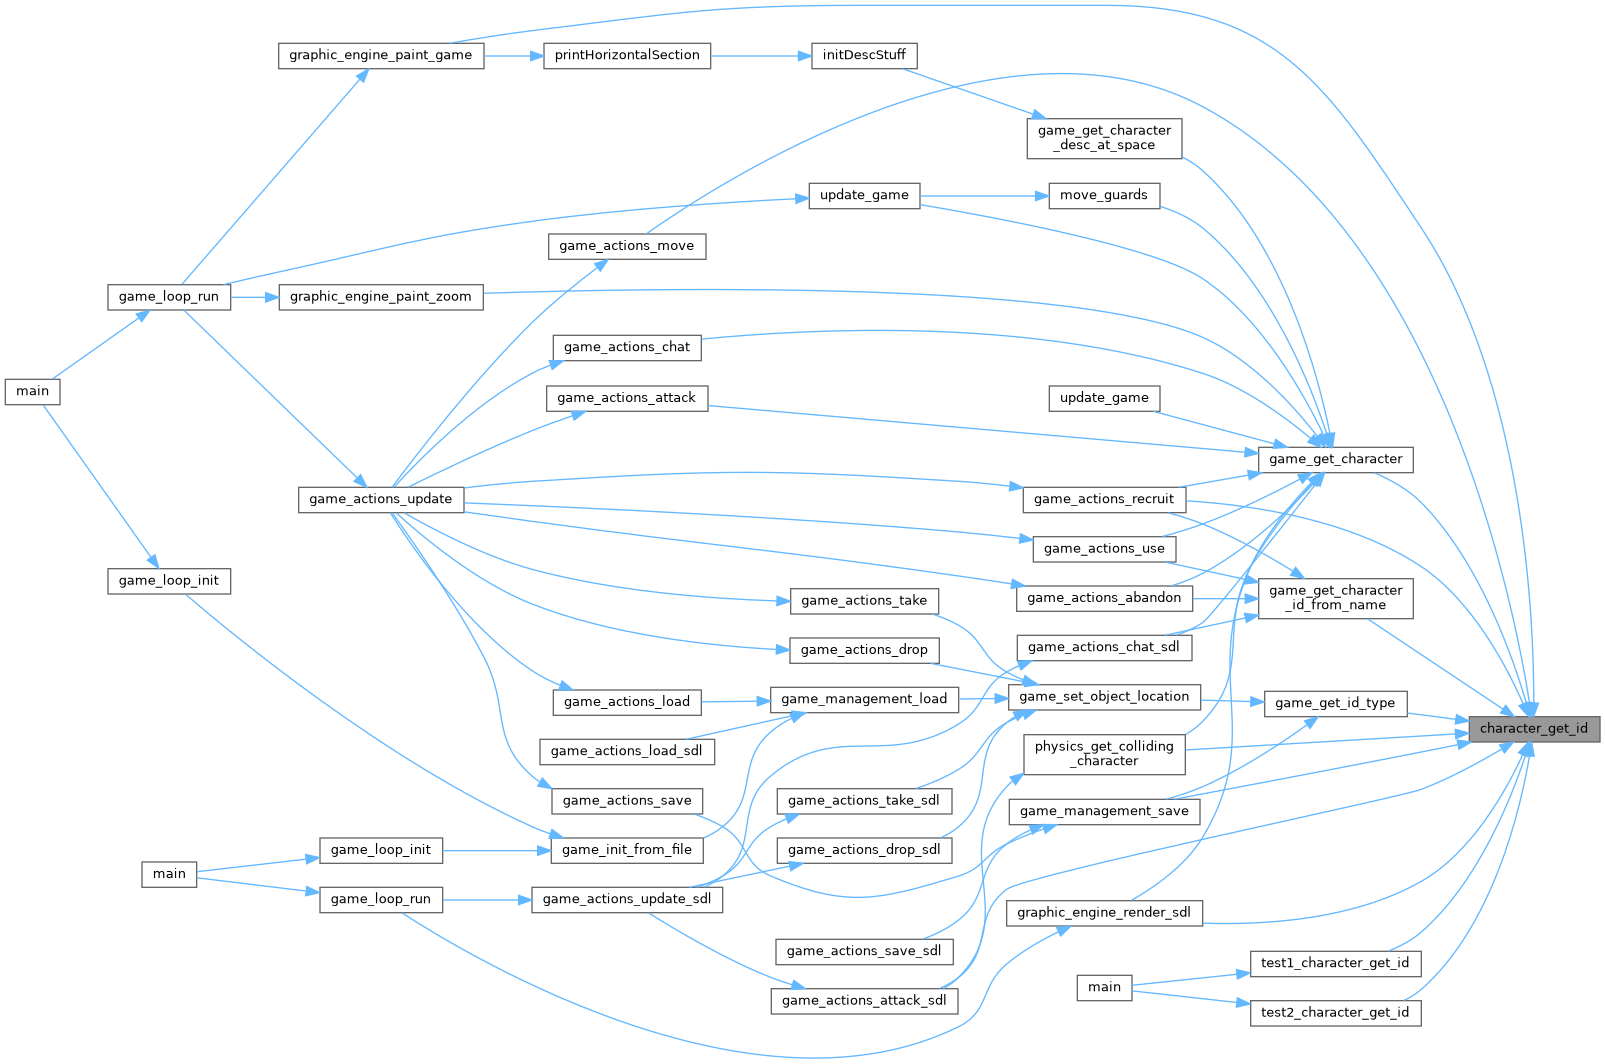 graphic_engine_paint_game
printHorizontalSection
initDescStuff
game_get_character
_desc_at_space
update_game
move_guards
game_actions_move
game_loop_run
graphic_engine_paint_zoom
game_actions_chat
main
game_actions_attack
update_game
game_get_character
game_actions_update
game_actions_recruit
game_actions_use
game_loop_init
game_actions_take
game_actions_abandon
game_get_character
_id_from_name
game_actions_drop
game_actions_chat_sdl
game_actions_load
game_management_load
game_set_object_location
game_get_id_type
character_get_id
game_actions_load_sdl
physics_get_colliding
_character
game_actions_save
game_actions_take_sdl
game_management_save
game_loop_init
game_init_from_file
game_actions_drop_sdl
main
game_loop_run
game_actions_update_sdl
graphic_engine_render_sdl
game_actions_save_sdl
test1_character_get_id
main
game_actions_attack_sdl
test2_character_get_id